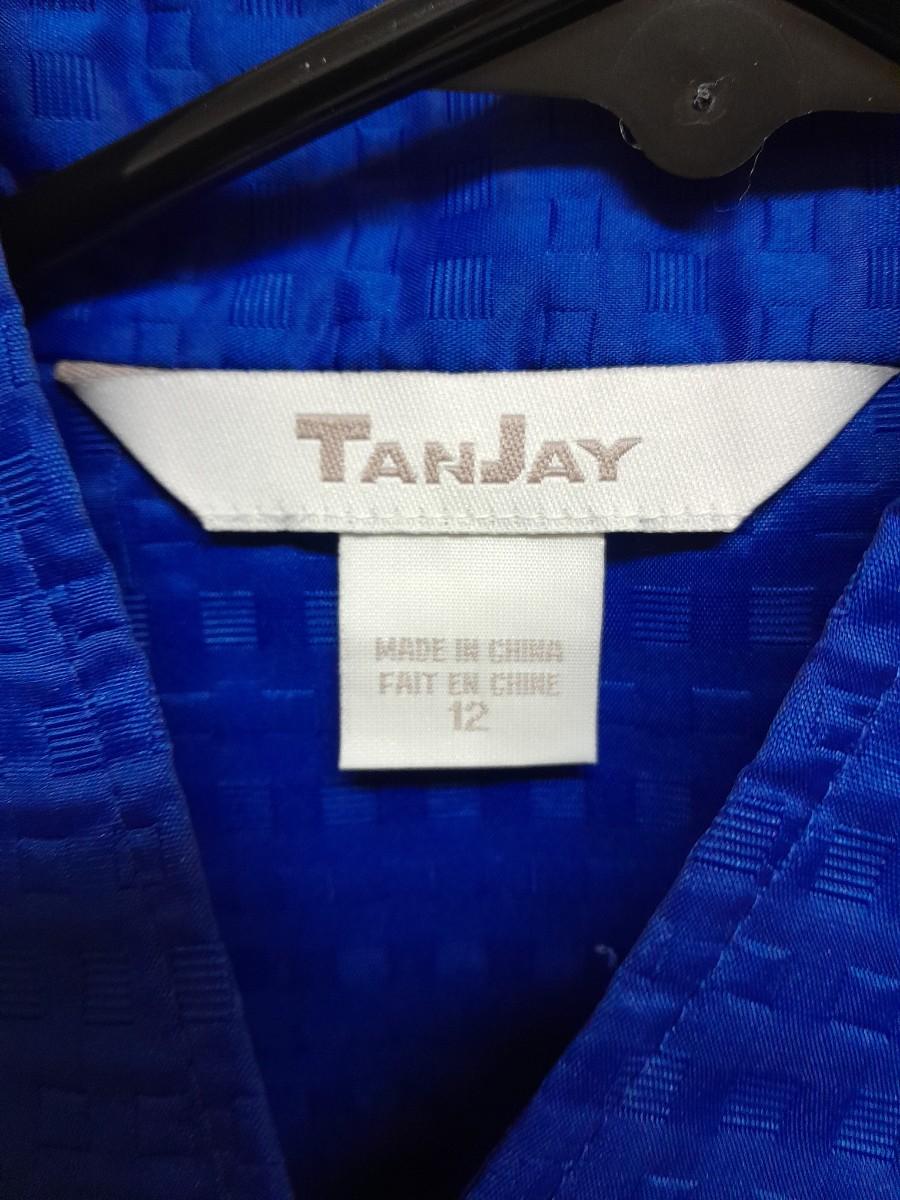 TANJAY
MADE IN CHINA
FAIT EN CHINE
12